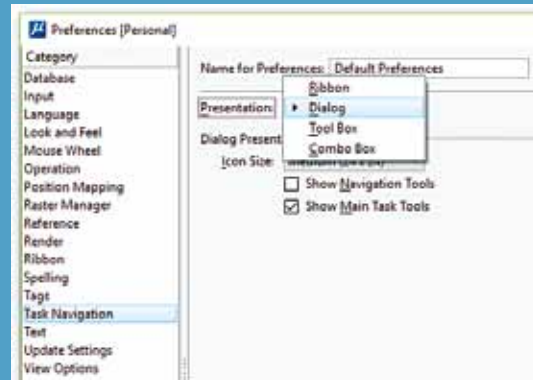 Preferences [Personal]
Category
Database
Input
Language
Look and Feel
Mouse Wheel
Operation
Position Mapping
Raster Manager
Reference
Render
Ribbon
Spelling
Tags
Task Navigation
Text
Update Settings
View Options
Name for Preferences: Default Preferences
Presentation:
Ribbon
Dialog
Tool Box
Combo Box
Dialog Present
Icon Size:
Show Navigation Tools
Show Main Task Tools